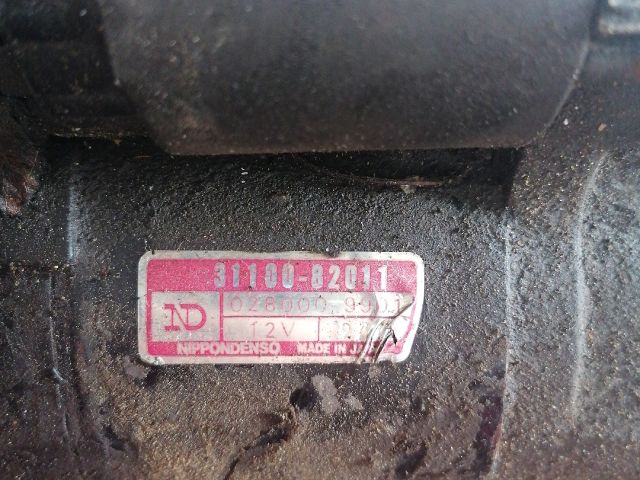 31100-82011
ND
12V
NIPPONDENSO MADE IN